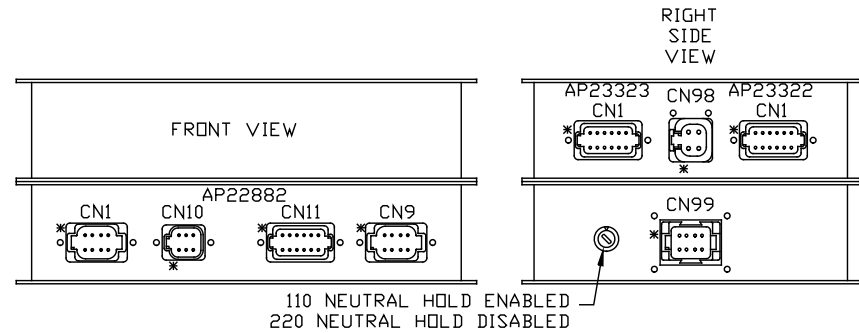 RIGHT
SIDE
VIEW
FRONT VIEW
AP23323 CN98 AP23322
CN1 CN1
AP22882
CN1 CN10 CN11 CN9
CN99
110 NEUTRAL HOLD ENABLED
220 NEUTRAL HOLD DISABLED